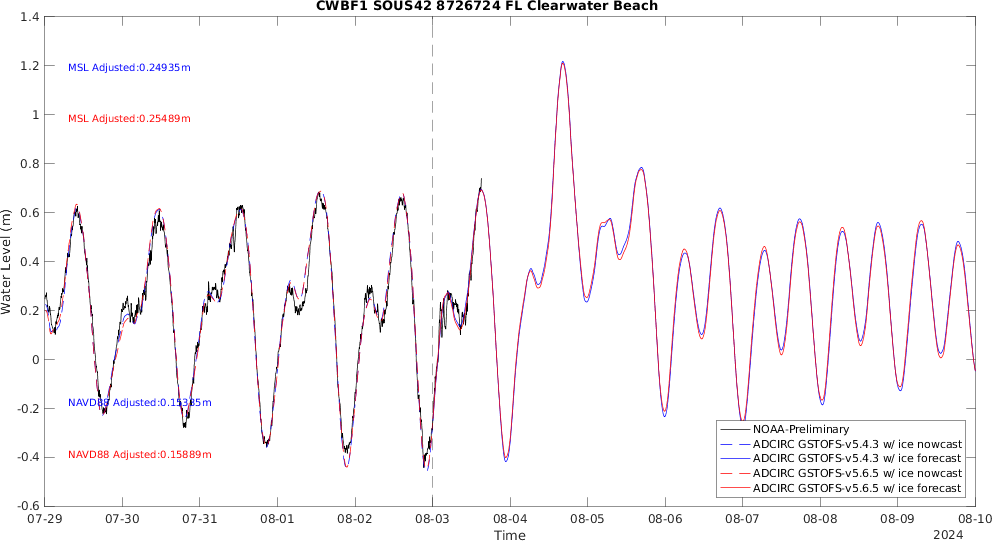 CWBF1 SOUS42 8726724 FL Clearwater Beach
1.4
1.2
1
0.8
0.6
0.4
0.2
0
-0.2
-0.4
-0.6
Water Level (m)
MSL Adjusted:0.24935m
MSL Adjusted:0.25489m
NAVD88 Adjusted:0.15335m
NAVD88 Adjusted:0.15889m
NOAA-Preliminary
ADCIRC GSTOFS-v5.4.3 w/ ice nowcast
ADCIRC GSTOFS-v5.4.3 w/ ice forecast
ADCIRC GSTOFS-v5.6.5 w/ ice nowcast
ADCIRC GSTOFS-v5.6.5 w/ ice forecast
07-29 07-30 07-31 08-01 08-02 08-03 08-04 08-05 08-06 08-07 08-08 08-09 08-10
Time
2024